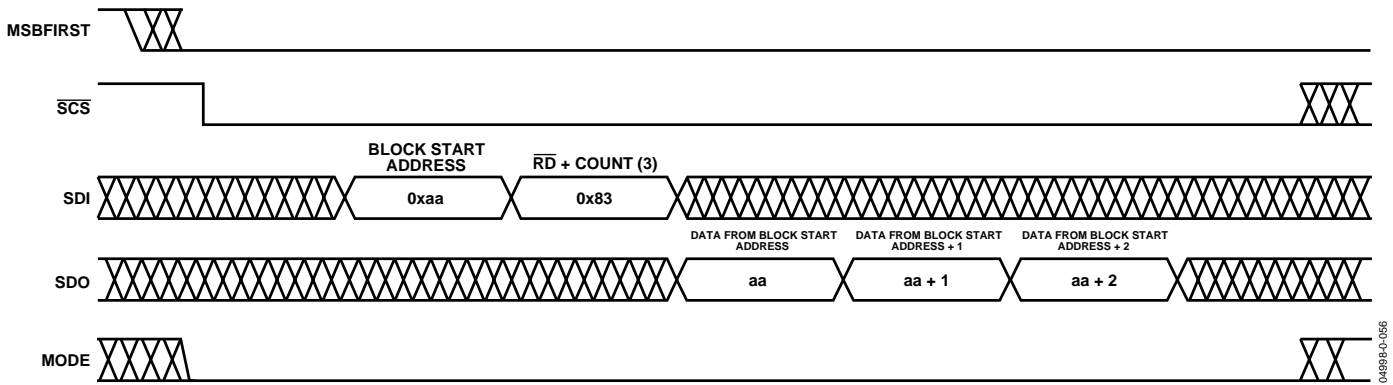 MSBFIRST
SCS
BLOCK START
ADDRESS
RD + COUNT (3)
SDI
0xaa
0x83
DATA FROM BLOCK START
ADDRESS
DATA FROM BLOCK START
ADDRESS + 1
DATA FROM BLOCK START
ADDRESS + 2
SDO
aa
aa + 1
aa + 2
MODE
04998-0-056